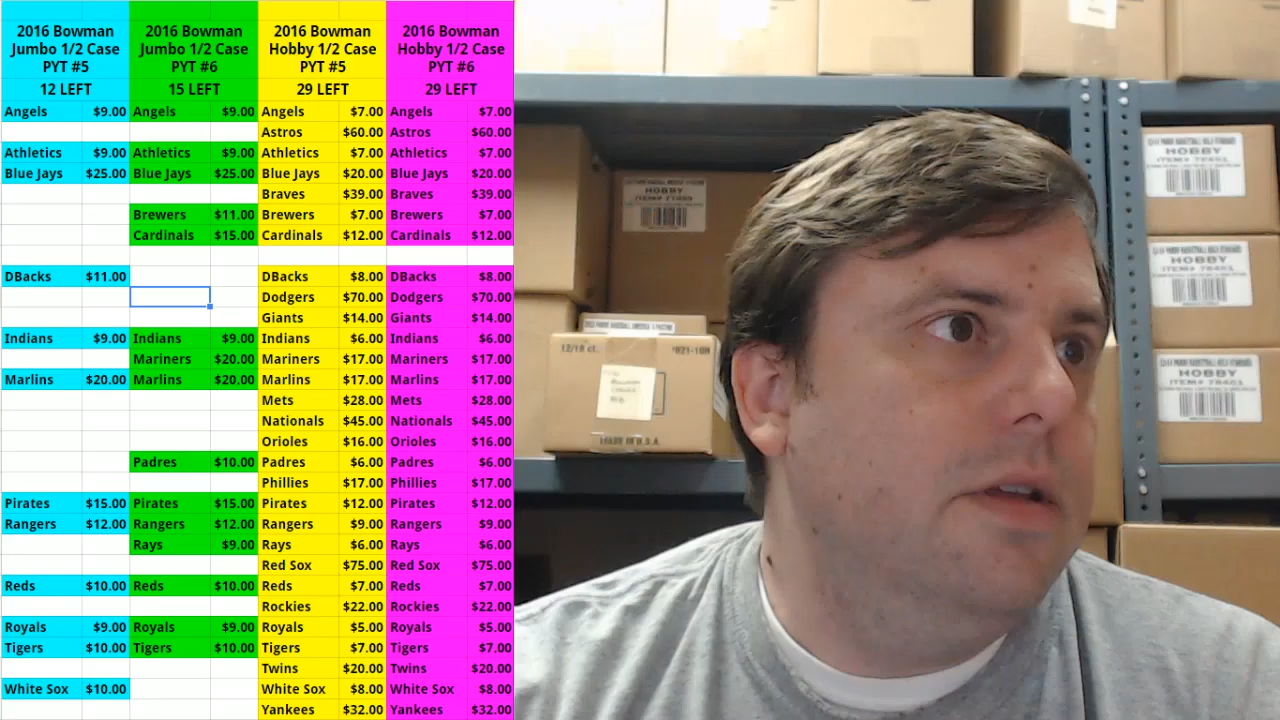 2016 Bowman
Jumbo 1/2 Case
PYT #5
12 LEFT
2016 Bowman
Jumbo 1/2 Case
PYT #6
15 LEFT
2016 Bowman
Hobby 1/2 Case
PYT #5
29 LEFT
2016 Bowman
Hobby 1/2 Case
PYT #6
29 LEFT
Angels $9.00 Angels $9.00 Angels $7.00 Angels $7.00
Astros $60.00 Astros $60.00
Athletics $9.00 Athletics $9.00 Athletics $7.00 Athletics $7.00
Blue Jays $25.00 Blue Jays $25.00 Blue Jays $20.00 Blue Jays $20.00
Braves $39.00 Braves $39.00
Brewers $11.00 Brewers $7.00 Brewers $7.00
Cardinals $15.00 Cardinals $12.00 Cardinals $12.00
DBacks $11.00 DBacks $8.00 DBacks $8.00
Dodgers $70.00 Dodgers $70.00
Giants $14.00 Giants $14.00
Indians $9.00 Indians $9.00 Indians $6.00 Indians $6.00
Mariners $20.00 Mariners $17.00 Mariners $17.00
Marlins $20.00 Marlins $20.00 Marlins $17.00 Marlins $17.00
Mets $28.00 Mets $28.00
Nationals $45.00 Nationals $45.00
Orioles $16.00 Orioles $16.00
Padres $10.00 Padres $6.00 Padres $6.00
Phillies $17.00 Phillies $17.00
Pirates $15.00 Pirates $15.00 Pirates $12.00 Pirates $12.00
Rangers $12.00 Rangers $12.00 Rangers $9.00 Rangers $9.00
Rays $9.00 Rays $6.00 Rays $6.00
Red Sox $75.00 Red Sox $75.00
Reds $10.00 Reds $10.00 Reds $7.00 Reds $7.00
Rockies $22.00 Rockies $22.00
Royals $9.00 Royals $9.00 Royals $5.00 Royals $5.00
Tigers $10.00 Tigers $10.00 Tigers $7.00 Tigers $7.00
Twins $20.00 Twins $20.00
White Sox $10.00 White Sox $8.00 White Sox $8.00
Yankees $32.00 Yankees $32.00
HOBBY
HOBBY
ITEM# 78451
HOBBY
ITEM# 78451
HOBBY
ITEM# 78451
12/10 ct.
MADE IN U.S.A.